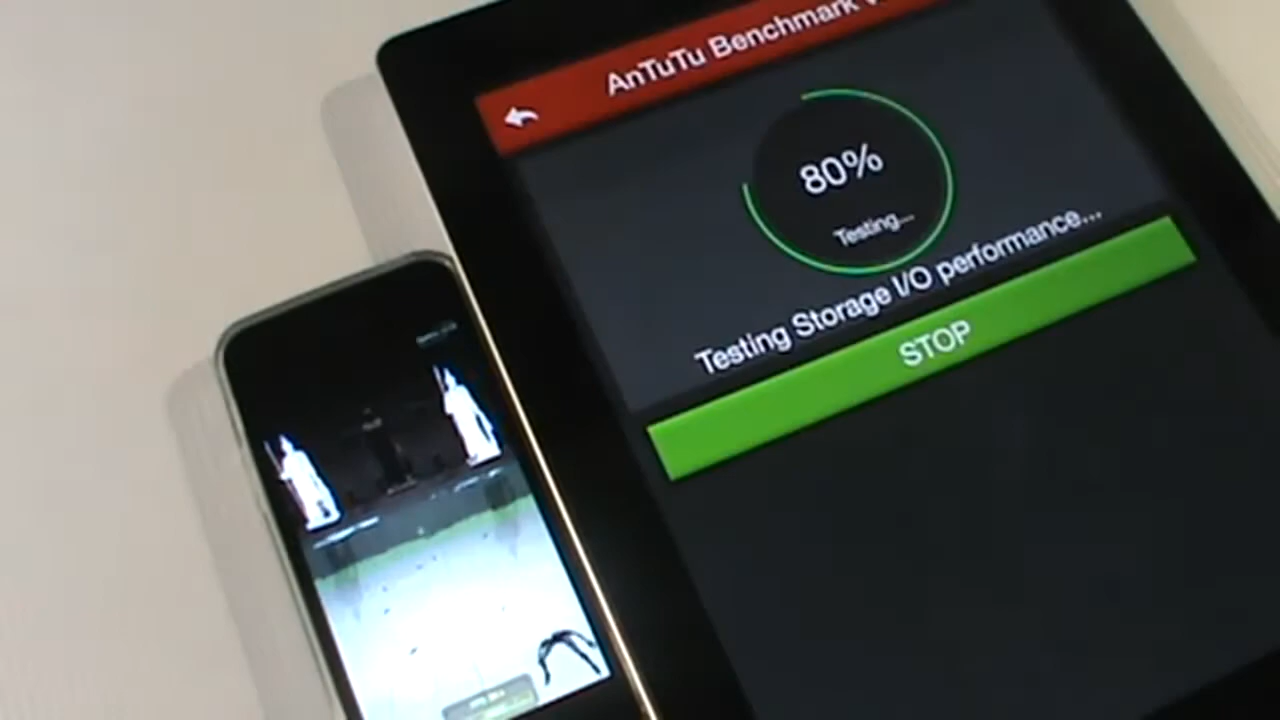 AnTuTu Benchmark
80%
Testing...
Testing Storage I/O performance...
STOP